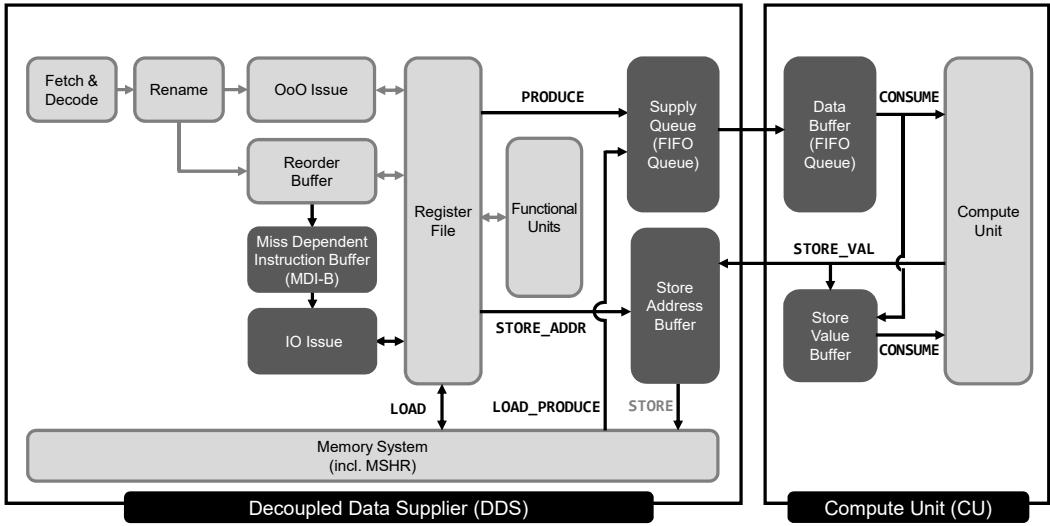 Fetch &
Decode
Rename
OoO Issue
Reorder
Buffer
Miss Dependent
Instruction Buffer
(MDI-B)
IO Issue
Register
File
Functional
Units
PRODUCE
STORE_ADDR
LOAD
LOAD_PRODUCE
STORE
Supply
Queue
(FIFO
Queue)
Store
Address
Buffer
Memory System
(incl. MSHR)
Decoupled Data Supplier (DDS)
Data
Buffer
(FIFO
Queue)
CONSUME
STORE_VAL
Store
Value
Buffer
CONSUME
Compute
Unit
Compute Unit (CU)